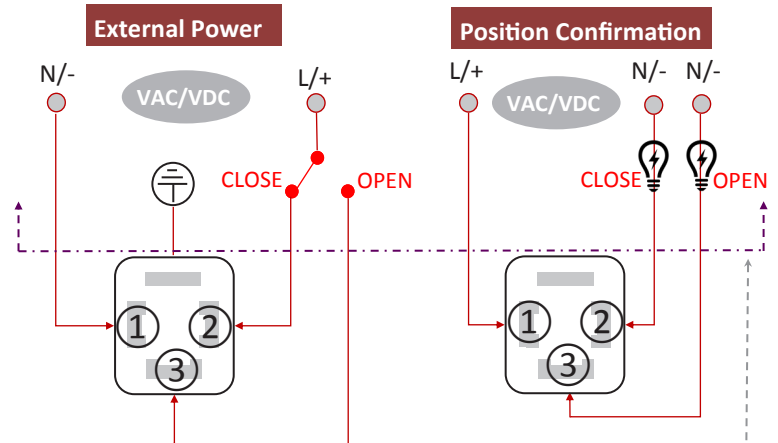 External Power
Position Confirmation
N/-
L/+
L/+
N/-
N/-
VAC/VDC
VAC/VDC
CLOSE
OPEN
CLOSE
OPEN
1
2
3
1
2
3